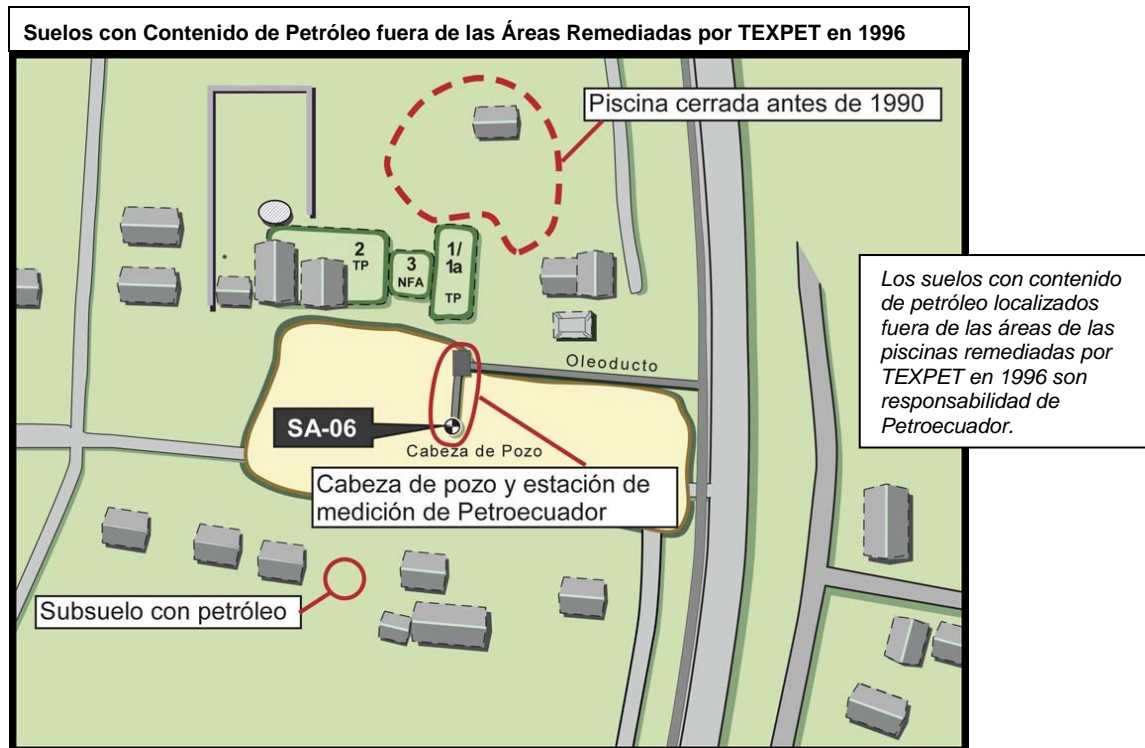 Suelos con Contenido de Petróleo fuera de las Áreas Remediadas por TEXPET en 1996
Piscina cerrada antes de 1990
2
TP
3
NFA
1/
1a
TP
Los suelos con contenido
de petróleo localizados
fuera de las áreas de las
piscinas remediadas por
TEXPET en 1996 son
responsabilidad de
Petroecuador.
Oleoducto
SA-06
Cabeza de Pozo
Cabeza de pozo y estación de
medición de Petroecuador
Subsuelo con petróleo